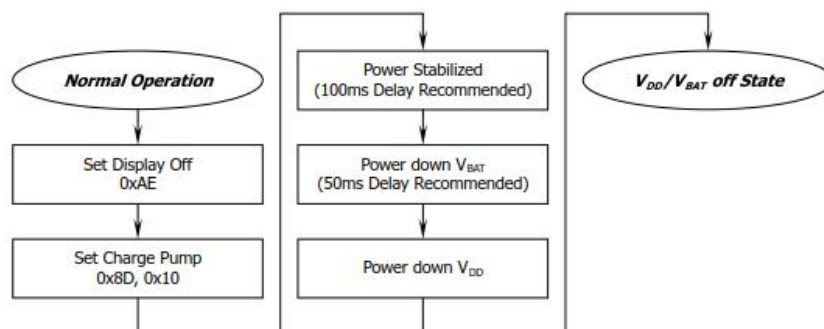 Normal Operation
Set Display Off
0xAE
Set Charge Pump
0x8D, 0x10
Power Stabilized
(100ms Delay Recommended)
Power down VBAT
(50ms Delay Recommended)
Power down VDD
VDD/VBAT off State